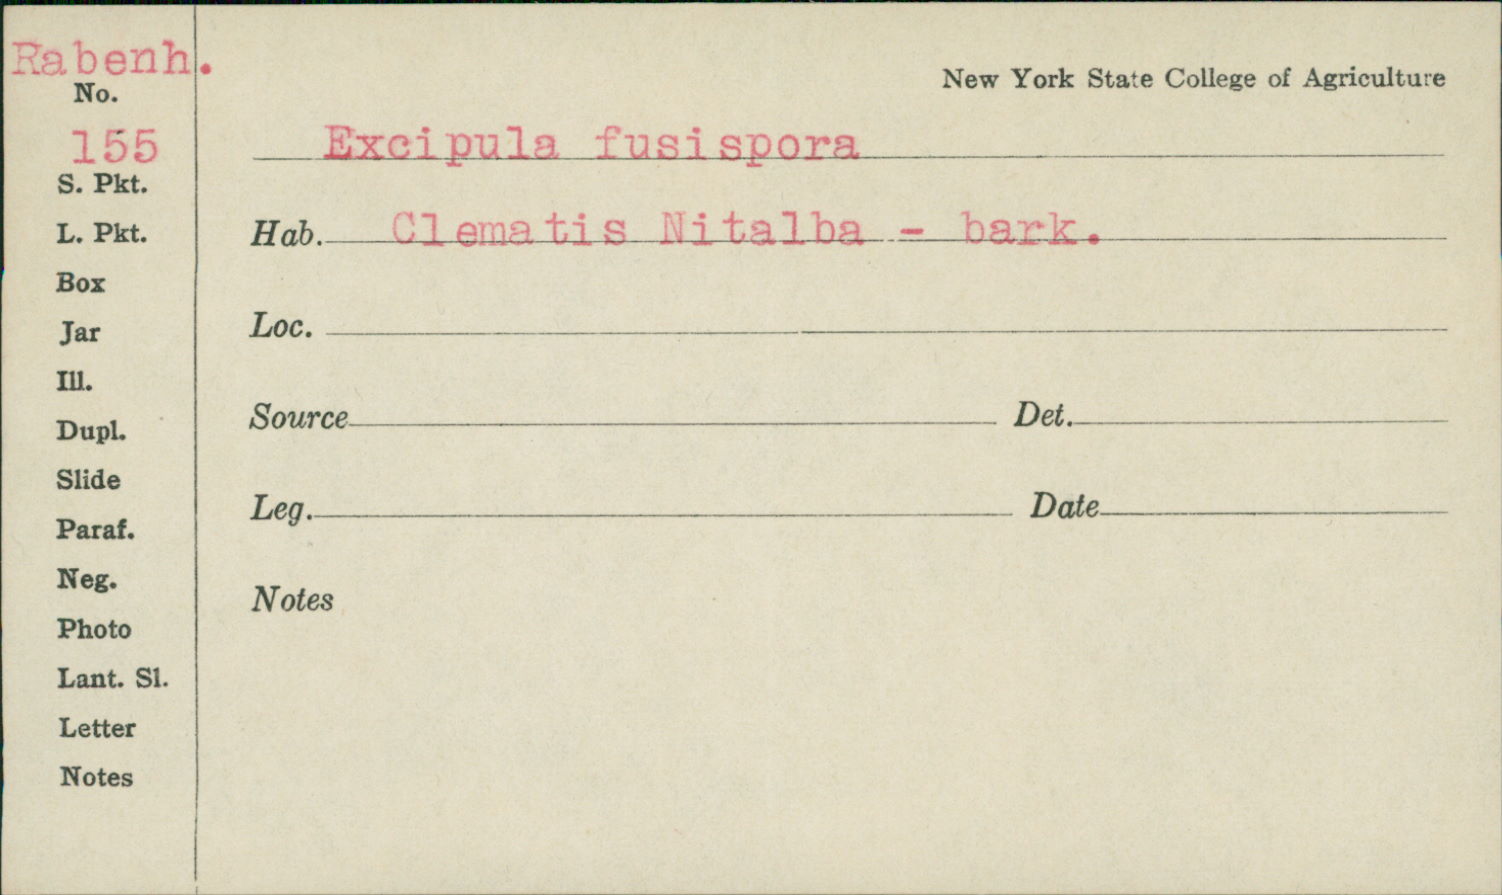 Rabenh.
No.
155
S. Pkt.
L. Pkt.
Box
Jar
Ill.
Dupl.
Slide
Paraf.
Neg.
Photo
Lant. Sl.
Letter
Notes
New York State College of Agriculture
Excipula fusispora
Hab. Clematis Nitalba - bark.
Loc.
Source Det.
Leg. Date
Notes